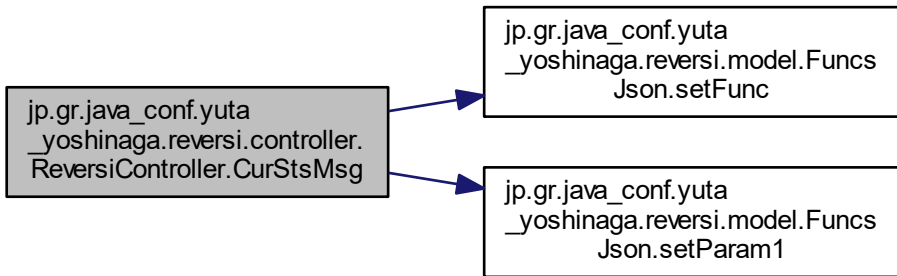 jp.gr.java_conf.yuta
_yoshinaga.reversi.controller.
ReversiController.CurStsMsg
jp.gr.java_conf.yuta
_yoshinaga.reversi.model.Funcs
Json.setFunc
jp.gr.java_conf.yuta
_yoshinaga.reversi.model.Funcs
Json.setParam1